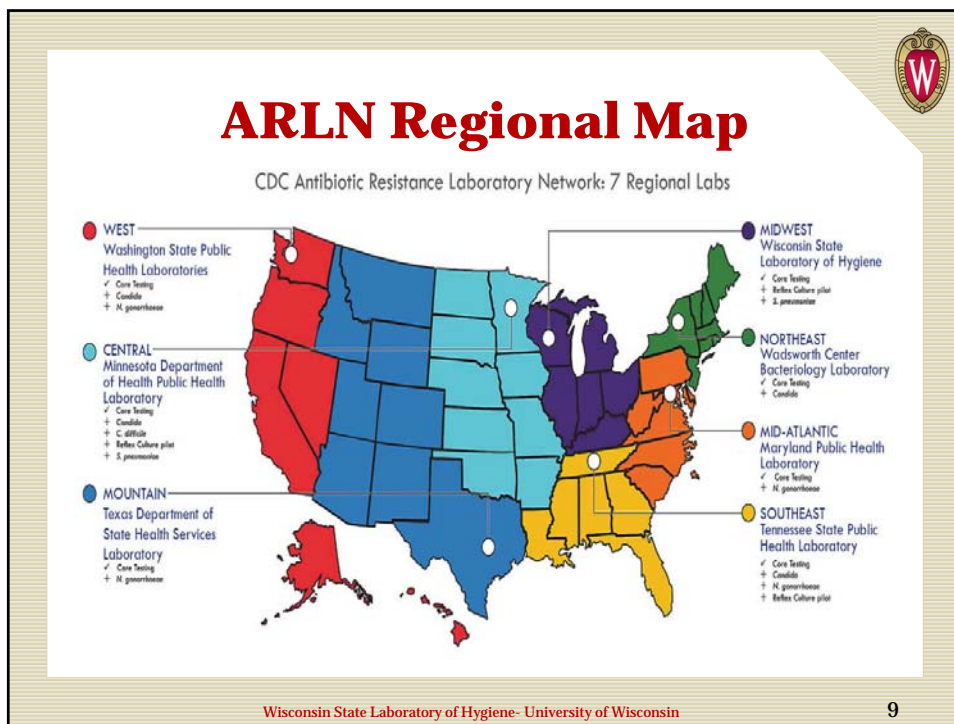 W
ARLN Regional Map
CDC Antibiotic Resistance Laboratory Network: 7 Regional Labs
WEST
Washington State Public
Health Laboratories
✓ Core Testing
+ Candida
+ N. gonorrhoeae
CENTRAL
Minnesota Department
of Health Public Health
Laboratory
✓ Core Testing
+ Candida
+ C. difficile
+ Reflex Culture pilot
+ S. pneumoniae
MOUNTAIN
Texas Department of
State Health Services
Laboratory
✓ Core Testing
+ N. gonorrhoeae
MIDWEST
Wisconsin State
Laboratory of Hygiene
✓ Core Testing
+ Reflex Culture pilot
+ S. pneumoniae
NORTHEAST
Wadsworth Center
Bacteriology Laboratory
✓ Core Testing
+ Candida
MID-ATLANTIC
Maryland Public Health
Laboratory
✓ Core Testing
+ N. gonorrhoeae
SOUTHEAST
Tennessee State Public
Health Laboratory
✓ Core Testing
+ Candida
+ N. gonorrhoeae
+ Reflex Culture pilot
Wisconsin State Laboratory of Hygiene- University of Wisconsin
9